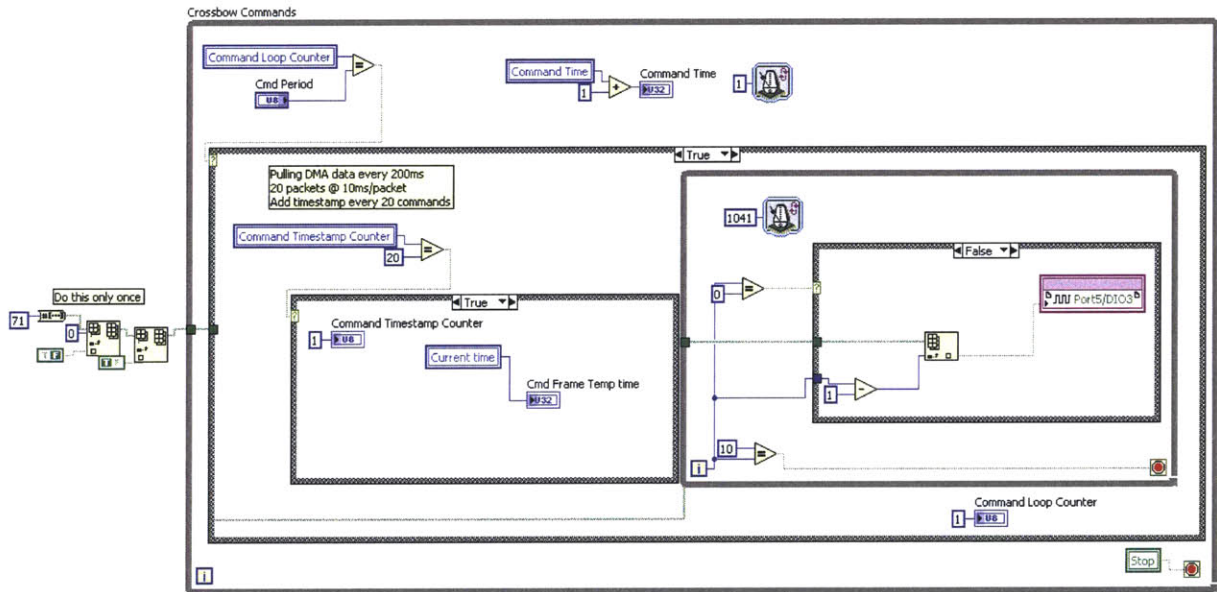 Crossbow Commands
Command Loop Counter
Cmd Period
U8
Command Time
Command Time
1
U32
1
True
Pulling DMA data every 200ms
20 packets @ 10ms/packet
Add timestamp every 20 commands
1041
Command Timestamp Counter
20
False
Do this only once
71
0
T F
T F
True
0
Port5/DIO3
Command Timestamp Counter
1
U8
Current time
Cmd Frame Temp time
U32
1
10
i
Command Loop Counter
1
U8
Stop
i